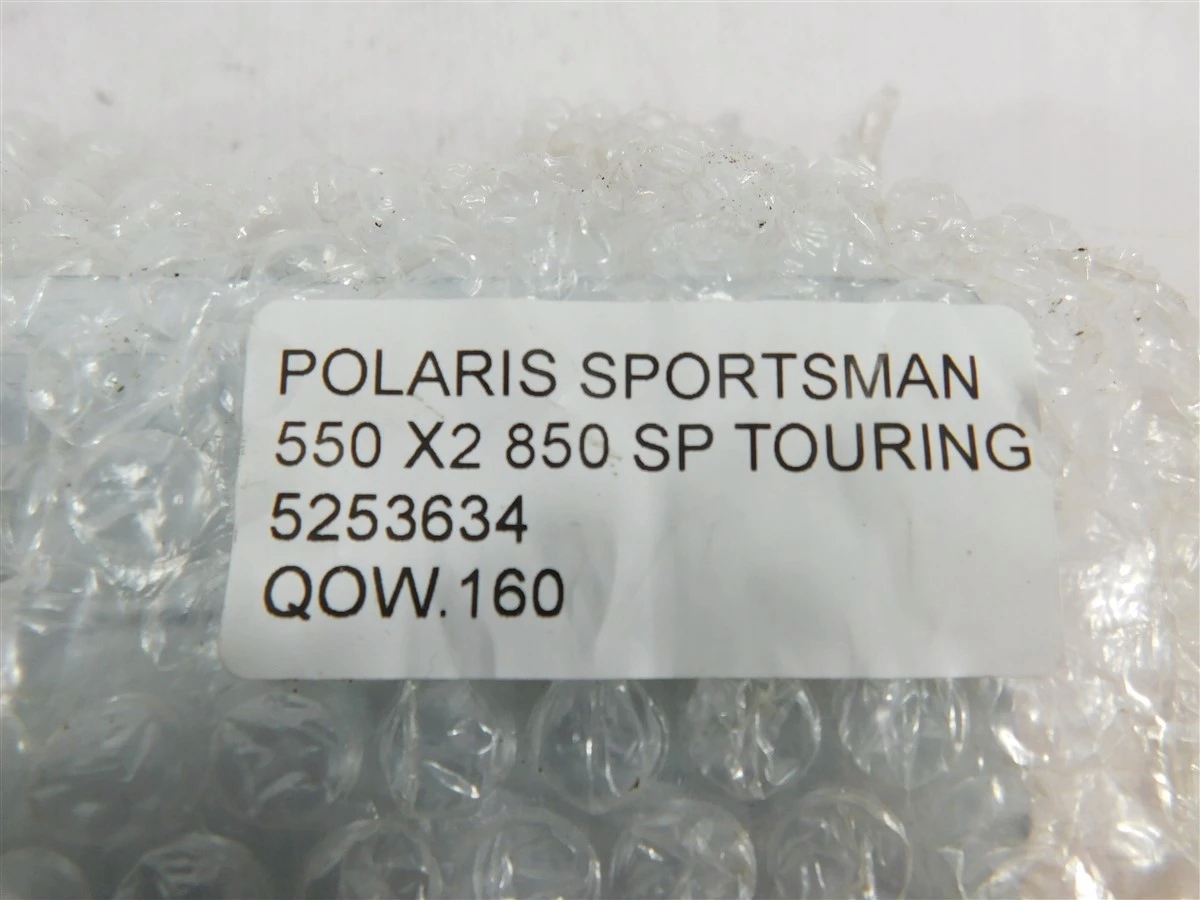 POLARIS SPORTSMAN
550 X2 850 SP TOURING
5253634
QOW.160